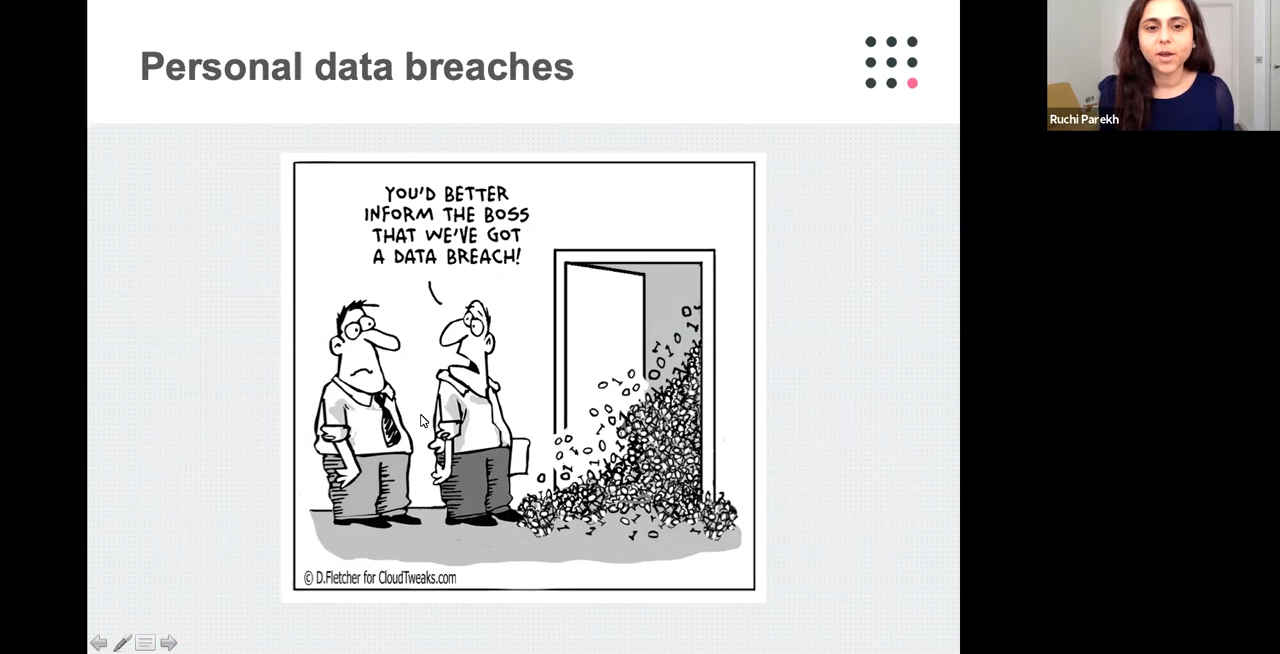 Personal data breaches
Ruchi Parekh
YOU'D BETTER
INFORM THE BOSS
THAT WE'VE GOT
A DATA BREACH!
© D.Fletcher for CloudTweaks.com